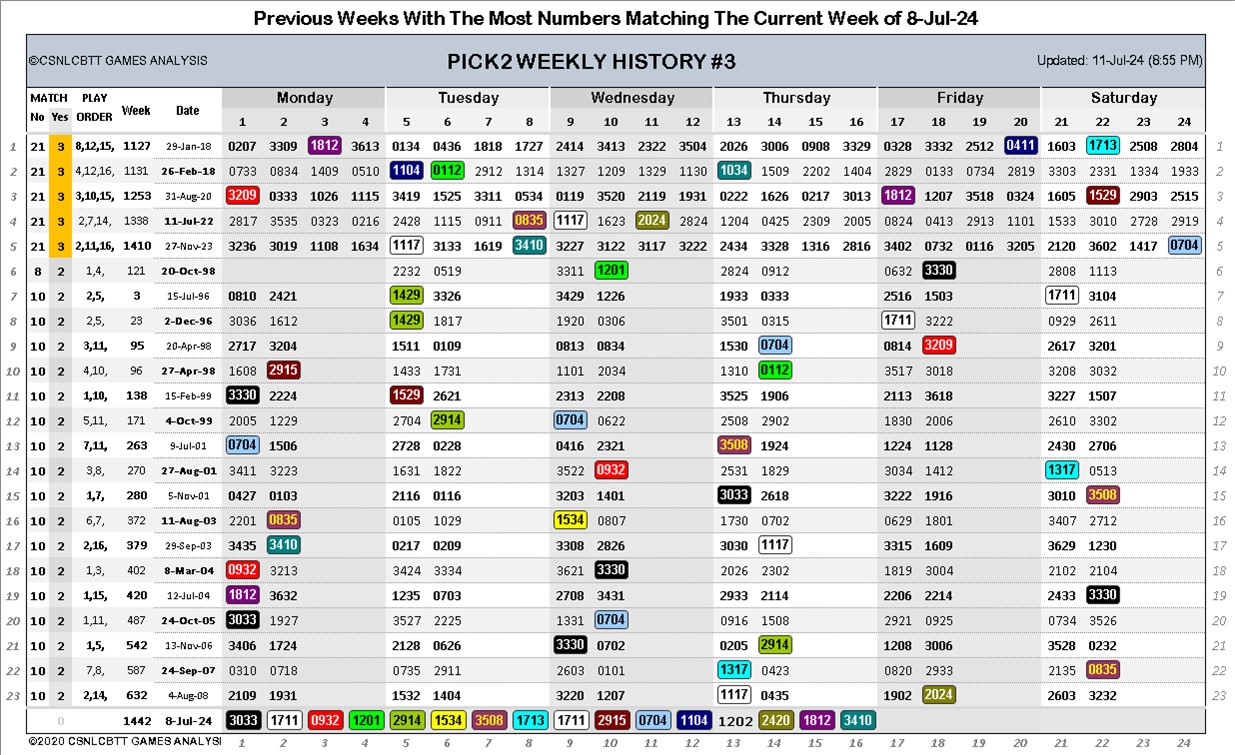 Previous Weeks With The Most Numbers Matching The Current Week of 8-Jul-24
©CSNLCBTT GAMES ANALYSIS PICK2 WEEKLY HISTORY #3 Updated: 11-Jul-24 (8:55 PM)
MATCH PLAY Week Date Monday Tuesday Wednesday Thursday Friday Saturday
No Yes ORDER 1 2 3 4 5 6 7 8 9 10 11 12 13 14 15 16 17 18 19 20 21 22 23 24
1 21 3 8,12,15, 1127 29-Jan-18 0207 3309 1812 3613 0134 0436 1818 1727 2414 3413 2322 3504 2026 3006 0908 3329 0328 3332 2512 0411 1603 1713 2508 2804 1
2 21 3 4,12,16, 1131 26-Feb-18 0733 0834 1409 0510 1104 0112 2912 1314 1327 1209 1329 1130 1034 1509 2202 1404 2829 0133 0734 2819 3303 2331 1334 1933 2
3 21 3 3,10,15, 1253 31-Aug-20 3209 0333 1026 1115 3419 1525 3311 0534 0119 3520 2119 1931 0222 1626 0217 3013 1812 1207 3518 0324 1605 1529 2903 2515 3
4 21 3 2,7,14, 1338 11-Jul-22 2817 3535 0323 0216 2428 1115 0911 0835 1117 1623 2024 2824 1204 0425 2309 2005 0824 0413 2913 1101 1533 0310 2728 2919 4
5 21 3 2,11,16, 1410 27-Nov-23 3236 3019 1108 1634 1117 3133 1619 3410 3227 3122 3117 3222 2434 3328 1316 2816 3402 0732 0116 3205 2120 3602 1417 0704 5
6 8 2 1,4, 121 20-Oct-98 2232 0519 3311 1201 2824 0912 0632 3330 2808 1113 6
7 10 2 2,5, 3 15-Jul-96 0810 2421 1429 3326 3429 1226 1933 0333 2516 1503 1711 3104 7
8 10 2 2,5, 23 2-Dec-96 3036 1612 1429 1817 1920 0306 3501 0315 1711 3222 0929 2611 8
9 10 2 3,11, 95 20-Apr-98 2717 3204 1511 0109 0813 0834 1530 0704 0814 3209 2617 3201 9
10 10 2 4,10, 96 27-Apr-98 1608 2915 1433 1731 1101 2034 1310 0112 3517 3018 3208 3032 10
11 10 2 1,10, 138 15-Feb-99 3330 2224 1529 2621 2313 2208 3525 1906 2113 3618 3227 1507 11
12 10 2 5,11, 171 4-Oct-99 2005 1229 2704 2914 0704 0622 2508 2902 1830 2006 2610 3302 12
13 10 2 7,11, 263 9-Jul-01 0704 1506 2728 0228 0416 2321 3508 1924 1224 1128 2430 2706 13
14 10 2 3,8, 270 27-Aug-01 3411 3223 1631 1822 3522 0932 2531 1829 3034 1412 1317 0513 14
15 10 2 1,7, 280 5-Nov-01 0427 0103 2116 0116 3203 1401 3033 2618 3222 1916 3010 3508 15
16 10 2 6,7, 372 11-Aug-03 2201 0835 0105 1029 1534 0807 1730 0702 0629 1801 3407 2712 16
17 10 2 2,16, 379 29-Sep-03 3435 3410 0217 0209 3308 2826 3030 1117 3315 1609 3629 1230 17
18 10 2 1,3, 402 8-Mar-04 0932 3213 3424 3334 3621 3330 2026 2302 1819 3004 2102 2104 18
19 10 2 1,15, 420 12-Jul-04 1812 3632 1235 0703 2708 3431 2933 2114 2206 2214 2433 3330 19
20 10 2 1,11, 487 24-Oct-05 3033 1927 3527 2225 1331 0704 0916 1508 2921 0925 0734 3526 20
21 10 2 1,5, 542 13-Nov-06 3406 1724 2128 0626 3330 0702 0205 2914 1208 3006 3528 0232 21
22 10 2 7,8, 587 24-Sep-07 0310 0718 0735 2911 2603 0101 1317 0423 0820 2933 2135 0835 22
23 10 2 2,14, 632 4-Aug-08 2109 1931 1532 1404 3220 1207 1117 0435 1902 2024 2603 3232 23
0 1442 8-Jul-24 3033 1711 0932 1201 2914 1534 3508 1713 1711 2915 0704 1104 1202 2420 1812 3410
©2020 CSNLCBTT GAMES ANALYSI 1 2 3 4 5 6 7 8 9 10 11 12 13 14 15 16 17 18 19 20 21 22 23 24